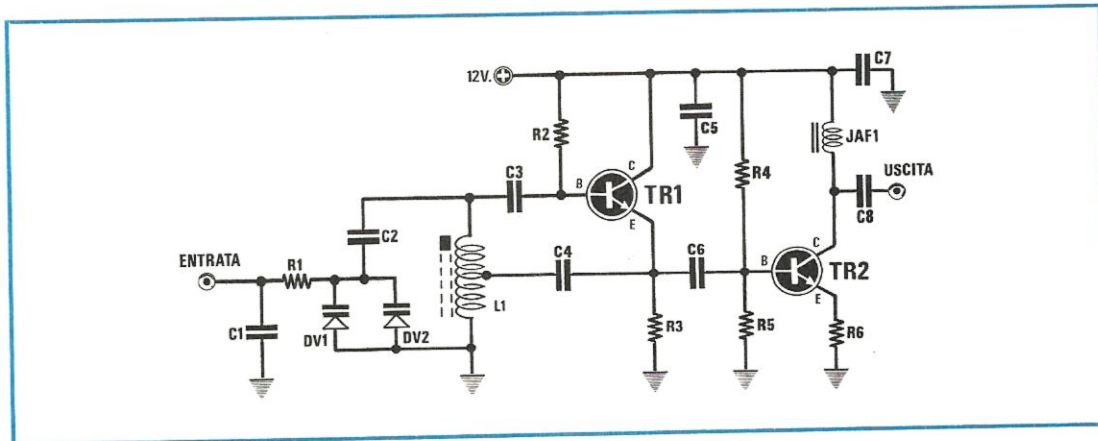 12V.
C7
R2
C5
JAF1
C
C3
B
TR1
R4
USCITA
E
C8
C2
C4
C6
C
ENTRATA
R1
B
TR2
L1
E
C1
DV1
DV2
R3
R5
R6